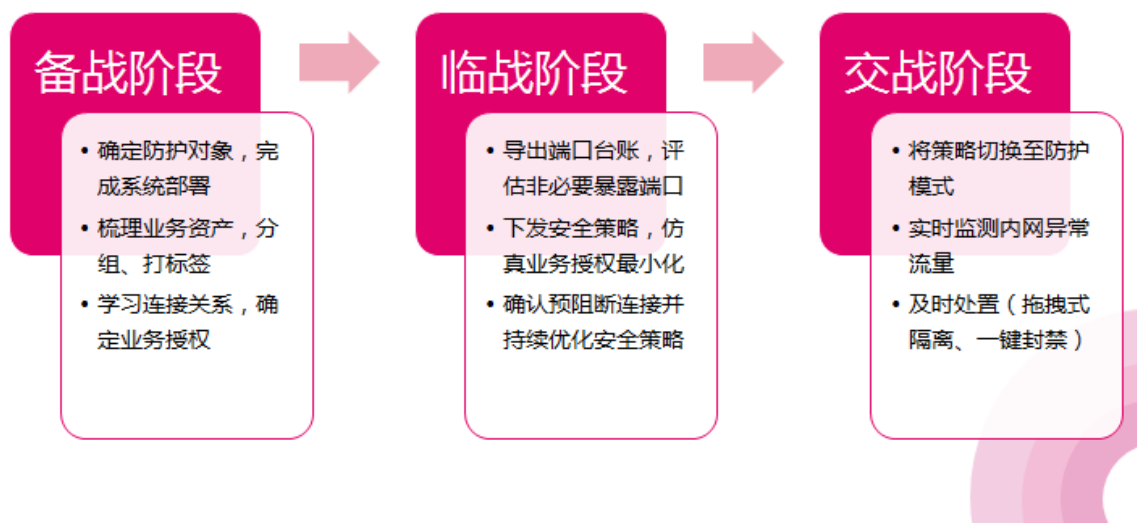 备战阶段
• 确定防护对象，完
成系统部署
• 梳理业务资产，分
组、打标签
• 学习连接关系，确
定业务授权
临战阶段
• 导出端口台账，评
估非必要暴露端口
• 下发安全策略，仿
真业务授权最小化
• 确认预阻断连接并
持续优化安全策略
交战阶段
• 将策略切换至防护
模式
• 实时监测内网异常
流量
• 及时处置（拖拽式
隔离、一键封禁）